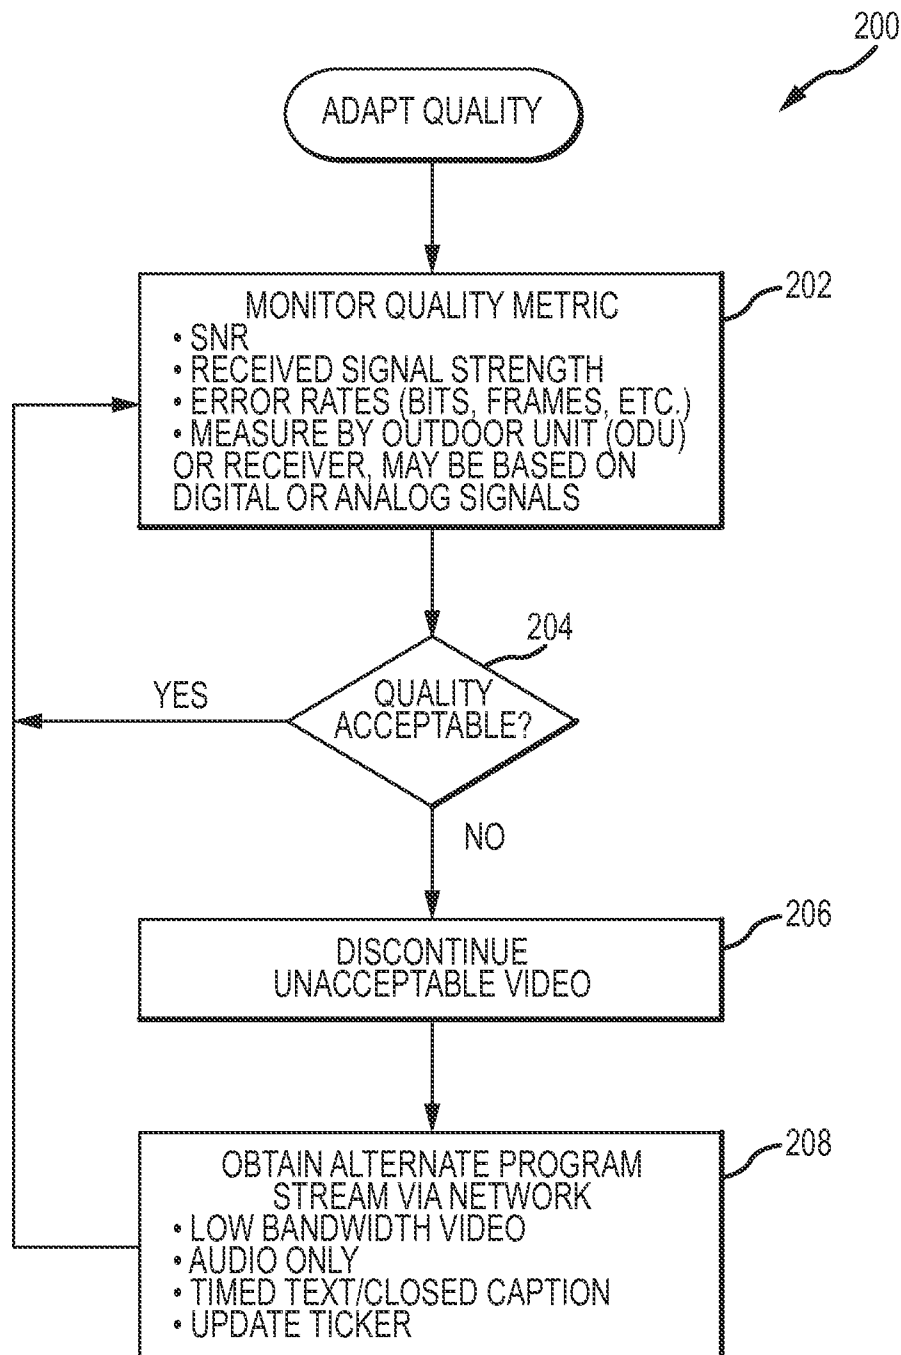 200
ADAPT QUALITY
202
MONITOR QUALITY METRIC
• SNR
• RECEIVED SIGNAL STRENGTH
• ERROR RATES (BITS, FRAMES, ETC.)
• MEASURE BY OUTDOOR UNIT (ODU)
OR RECEIVER, MAY BE BASED ON
DIGITAL OR ANALOG SIGNALS
204
QUALITY
ACCEPTABLE?
YES
NO
206
DISCONTINUE
UNACCEPTABLE VIDEO
208
OBTAIN ALTERNATE PROGRAM
STREAM VIA NETWORK
• LOW BANDWIDTH VIDEO
• AUDIO ONLY
• TIMED TEXT/CLOSED CAPTION
• UPDATE TICKER